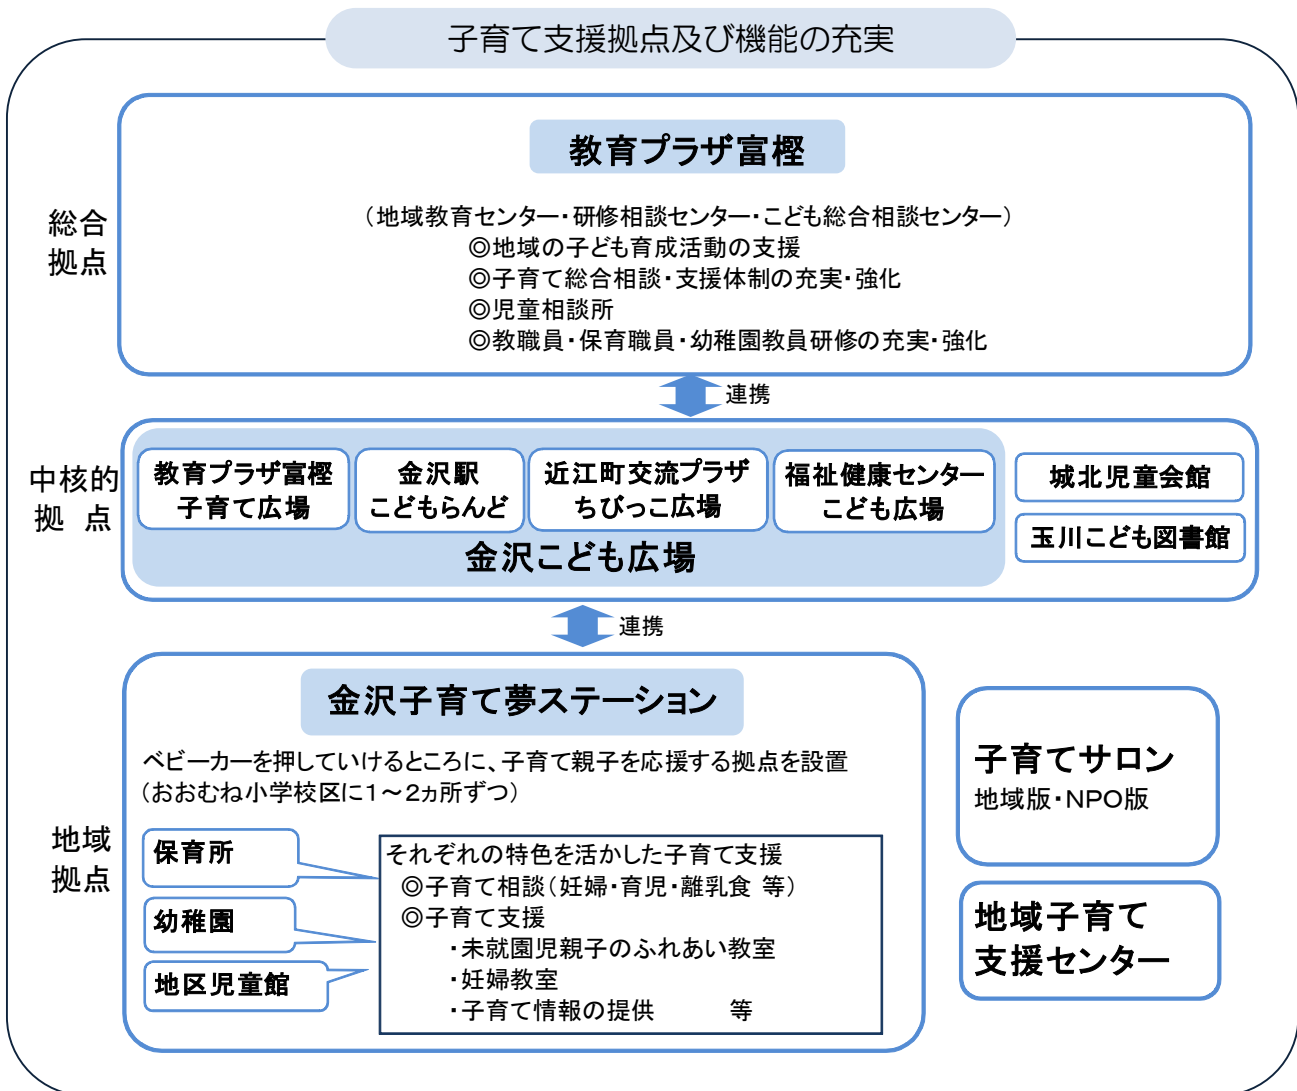 子育て支援拠点及び機能の充実
総合
拠点
教育プラザ富樫
（地域教育センター・研修相談センター・こども総合相談センター）
◎地域の子ども育成活動の支援
◎子育て総合相談・支援体制の充実・強化
◎児童相談所
◎教職員・保育職員・幼稚園教員研修の充実・強化
連携
中核的
拠点
教育プラザ富樫
子育て広場
金沢駅
こどもらんど
近江町交流プラザ
ちびっこ広場
福祉健康センター
こども広場
金沢こども広場
城北児童会館
玉川こども図書館
連携
地域
拠点
金沢子育て夢ステーション
ベビーカーを押していけるところに、子育て親子を応援する拠点を設置
（おおむね小学校区に１～２ヵ所ずつ）
保育所
幼稚園
地区児童館
それぞれの特色を活かした子育て支援
◎子育て相談（妊婦・育児・離乳食 等）
◎子育て支援
・未就園児親子のふれあい教室
・妊婦教室
・子育て情報の提供　　　等
子育てサロン
地域版・NPO版
地域子育て
支援センター